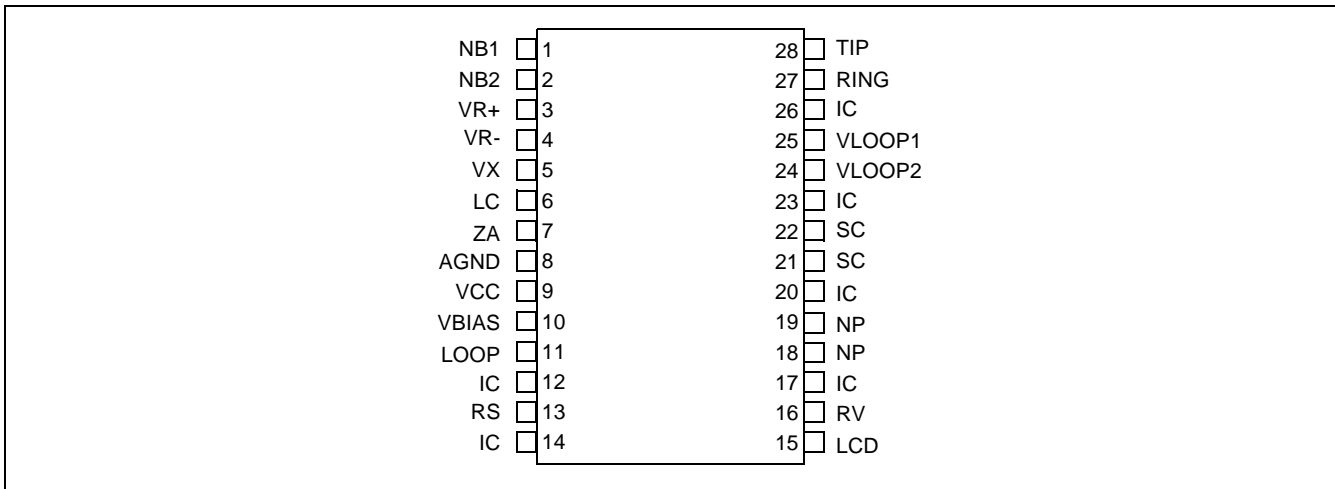 NB1 1 28 TIP
NB2 2 27 RING
VR+ 3 26 IC
VR- 4 25 VLOOP1
VX 5 24 VLOOP2
LC 6 23 IC
ZA 7 22 SC
AGND 8 21 SC
VCC 9 20 IC
VBIAS 10 19 NP
LOOP 11 18 NP
IC 12 17 IC
RS 13 16 RV
IC 14 15 LCD